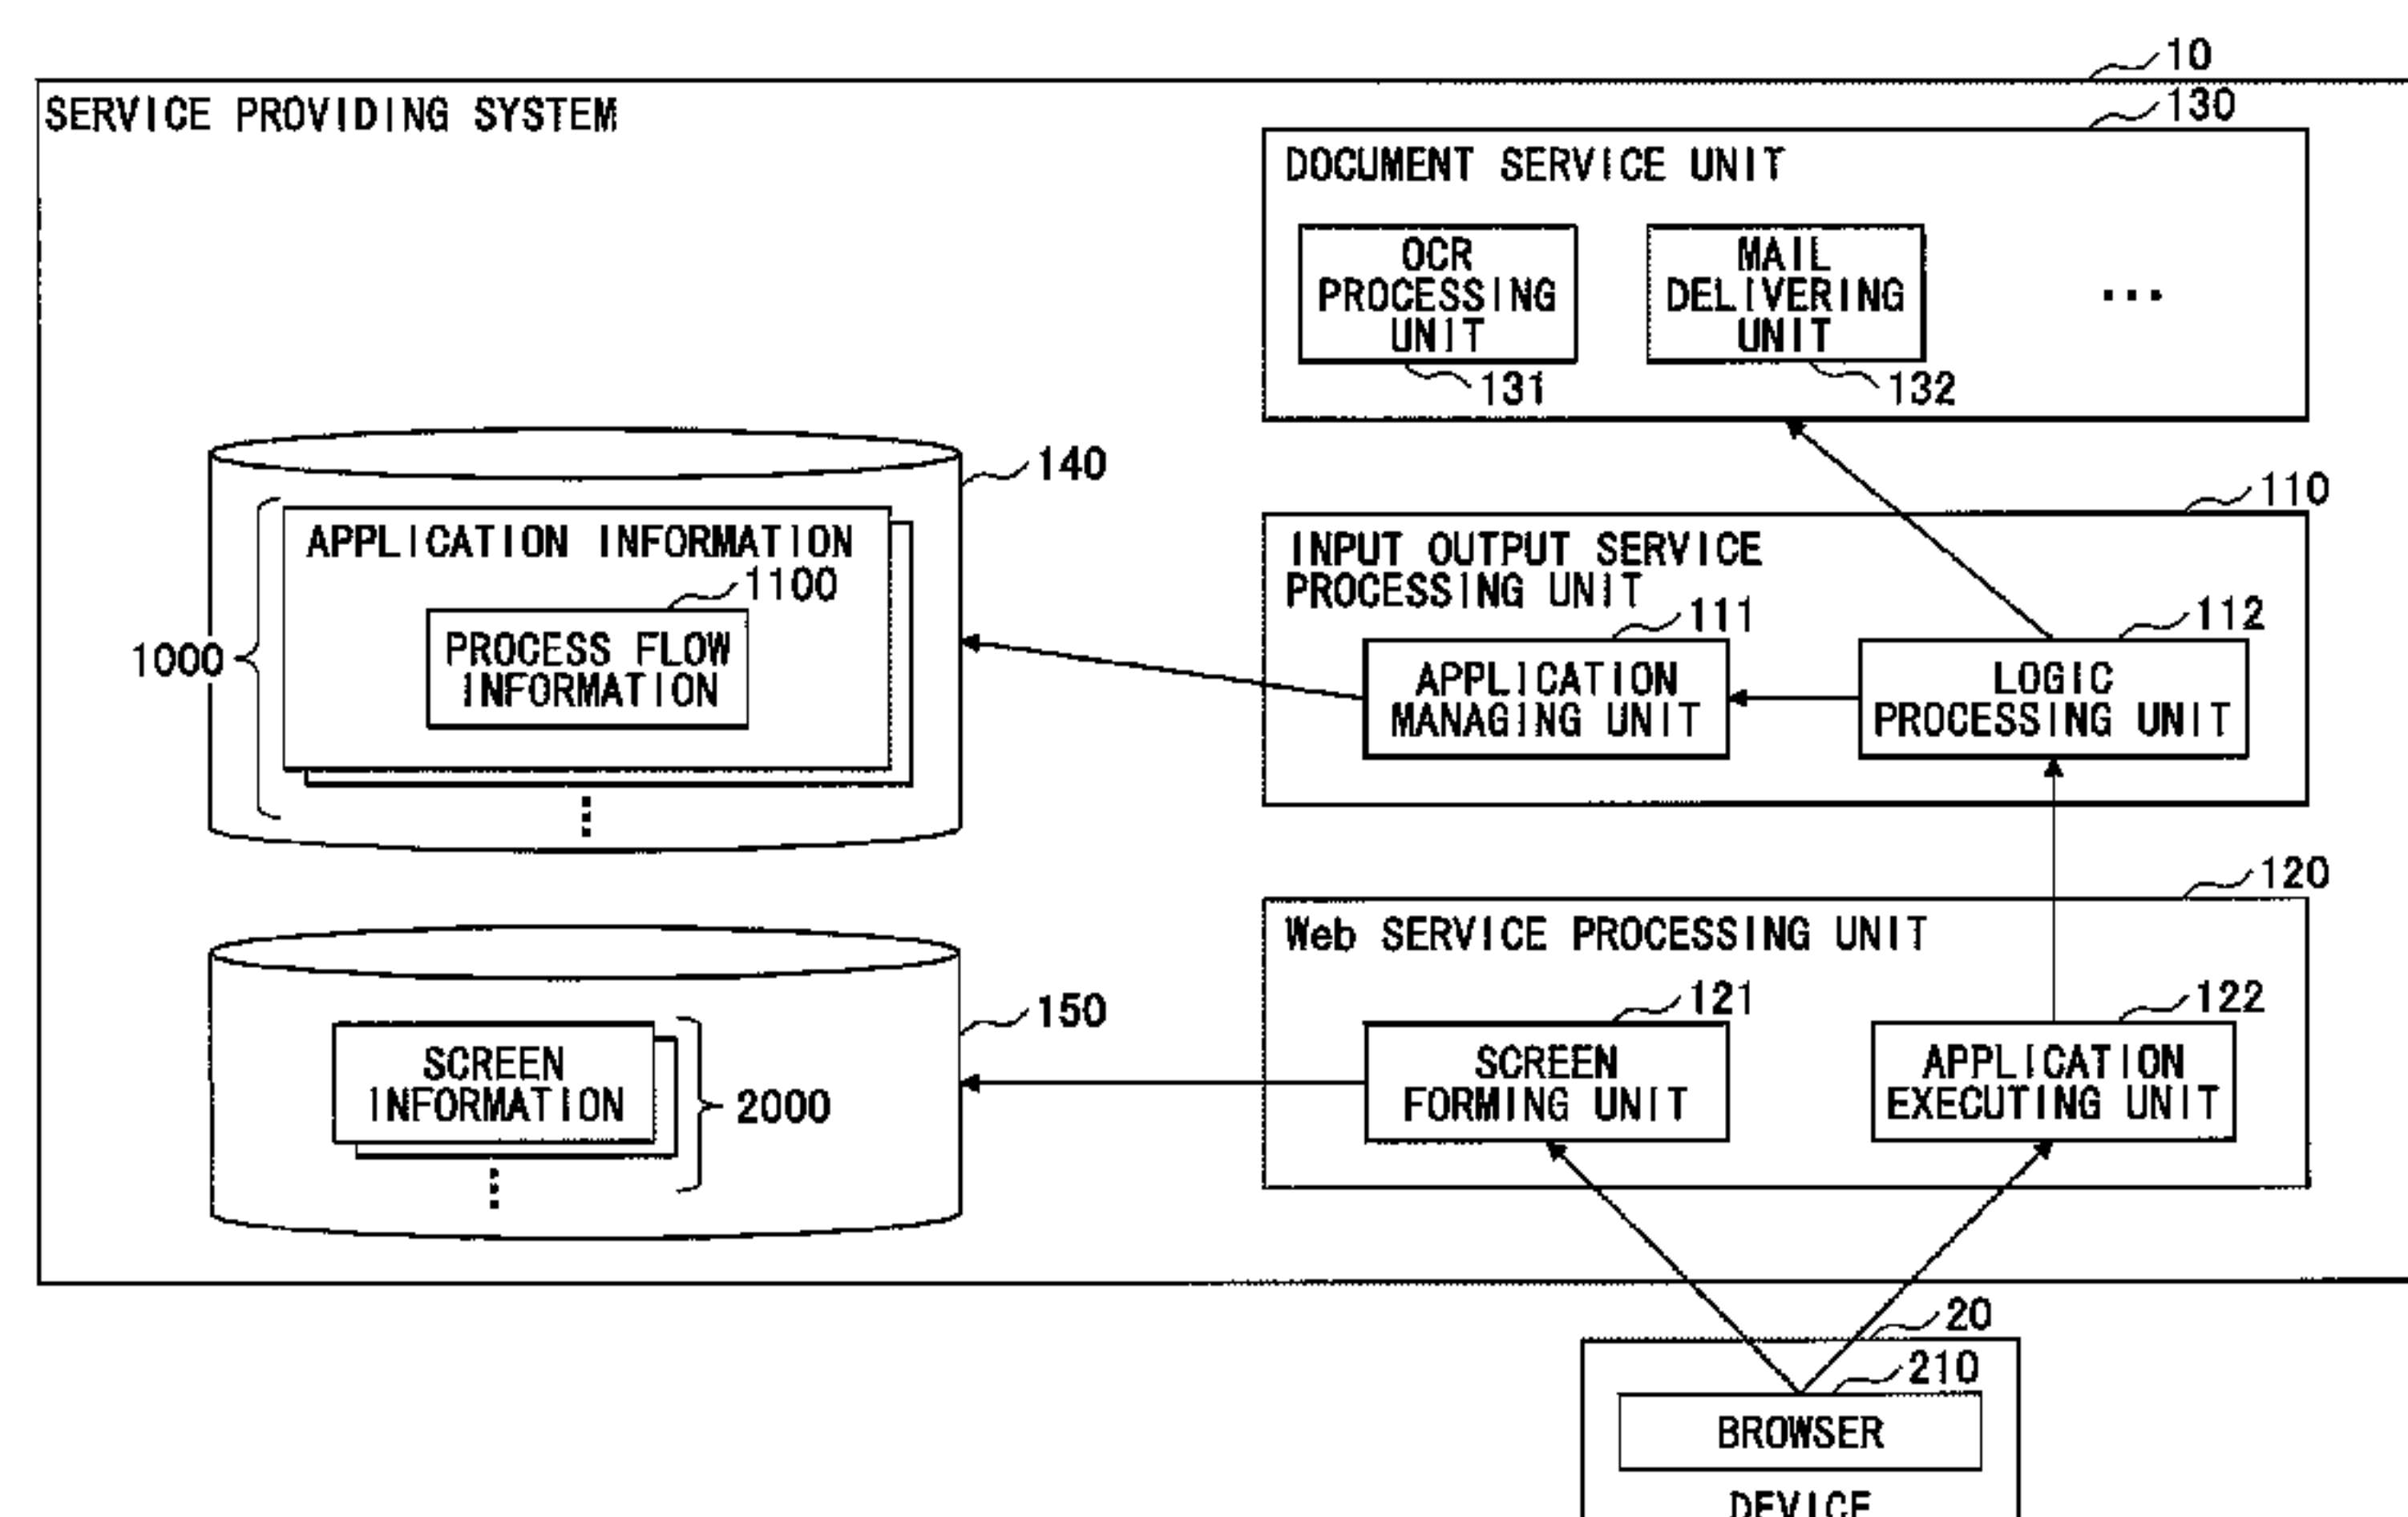 10
SERVICE PROVIDING SYSTEM
130
DOCUMENT SERVICE UNIT
OCR
PROCESSING
UNIT
131
MAIL
DELIVERING
UNIT
132
...
140
1000
APPLICATION INFORMATION
1100
PROCESS FLOW
INFORMATION
110
INPUT OUTPUT SERVICE
PROCESSING UNIT
111
APPLICATION
MANAGING UNIT
112
LOGIC
PROCESSING UNIT
150
SCREEN
INFORMATION
2000
120
Web SERVICE PROCESSING UNIT
121
SCREEN
FORMING UNIT
122
APPLICATION
EXECUTING UNIT
20
210
BROWSER
DEVICE